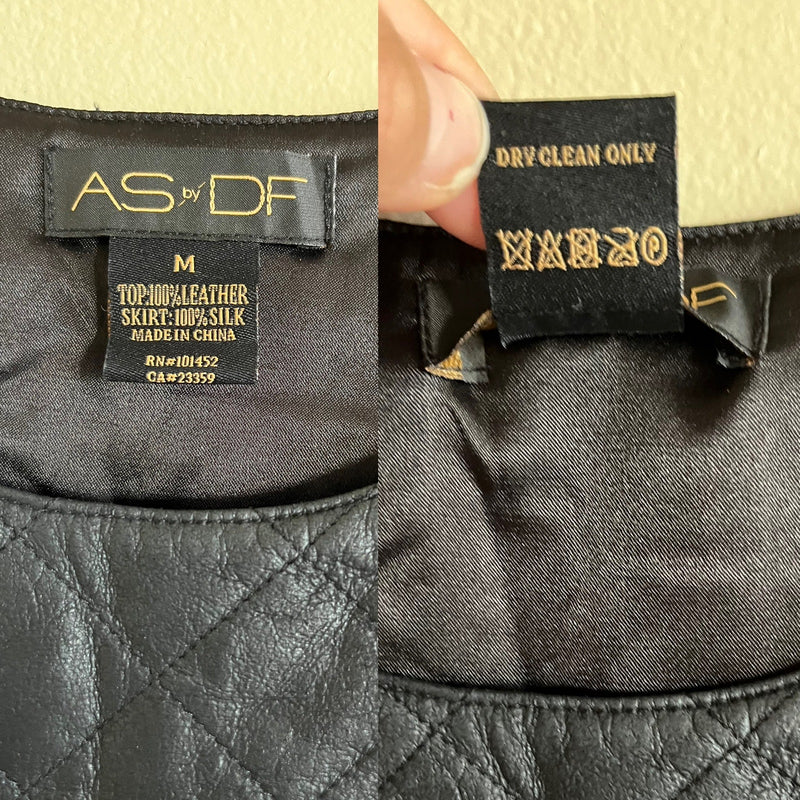 AS by DF
M
TOP:100%LEATHER
SKIRT:100%SILK
MADE IN CHINA
RN#101452
CA#23359
DRY CLEAN ONLY
P
DF